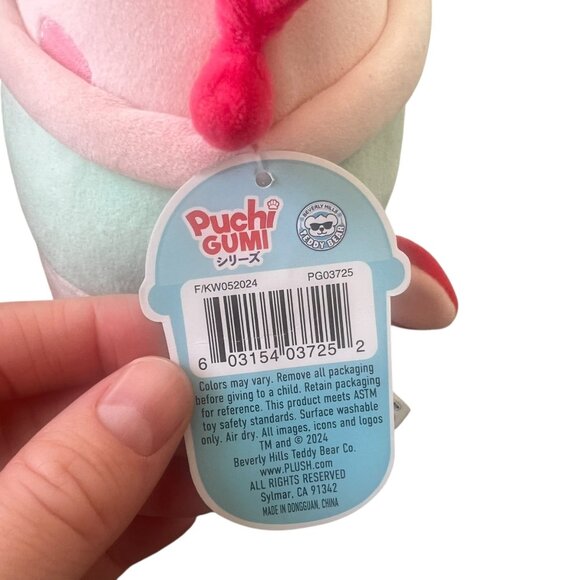 Puchi
GUMI
シリーズ
BEVERLY HILLS
TEDDY BEAR
F/KW052024 PG03725
6 03154 03725 2
Colors may vary. Remove all packaging
before giving to a child. Retain packaging
for reference. This product meets ASTM
toy safety standards. Surface washable
only. Air dry. All images, icons and logos
TM and © 2024
Beverly Hills Teddy Bear Co.
www.PLUSH.com
ALL RIGHTS RESERVED
Sylmar, CA 91342
MADE IN DONGGUAN, CHINA